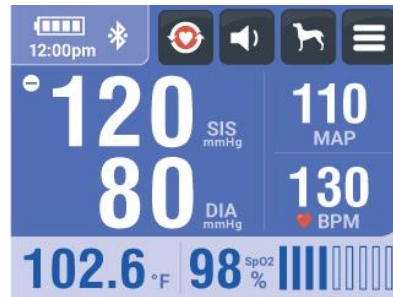 12:00pm
120 SIS mmHg
110 MAP
80 DIA mmHg
130 BPM
102.6 °F
98 SpO2 %